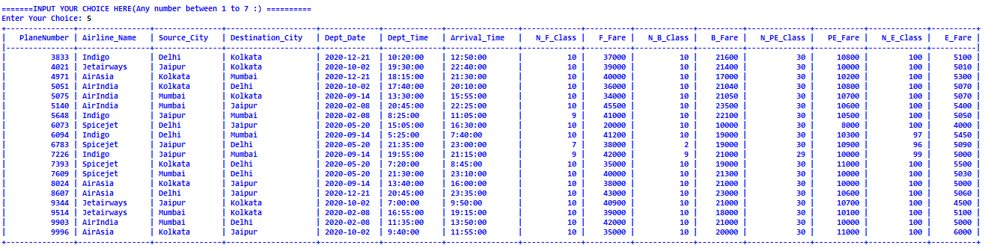 =======INPUT YOUR CHOICE HERE(Any number between 1 to 7 :) ==========
Enter Your Choice: 5
| PlaneNumber | Airline_Name | Source_City | Destination_City | Dept_Date | Dept_Time | Arrival_Time | N_F_Class | F_Fare | N_B_Class | B_Fare | N_PE_Class | PE_Fare | N_E_Class | E_Fare |
| 3833 | Indigo | Delhi | Kolkata | 2020-12-21 | 10:20:00 | 12:50:00 | 10 | 37000 | 10 | 21600 | 30 | 10800 | 100 | 5100 |
| 4021 | Jetairways | Jaipur | Kolkata | 2020-10-02 | 19:30:00 | 22:40:00 | 10 | 39000 | 10 | 21400 | 30 | 10000 | 100 | 5010 |
| 4971 | AirAsia | Kolkata | Mumbai | 2020-12-21 | 18:15:00 | 21:30:00 | 10 | 40000 | 10 | 17000 | 30 | 10200 | 100 | 5300 |
| 5051 | AirIndia | Kolkata | Delhi | 2020-10-02 | 17:40:00 | 20:10:00 | 10 | 36000 | 10 | 21040 | 30 | 10800 | 100 | 5070 |
| 5075 | AirIndia | Mumbai | Kolkata | 2020-09-14 | 13:30:00 | 15:55:00 | 10 | 34000 | 10 | 21050 | 30 | 10700 | 100 | 5070 |
| 5140 | AirIndia | Mumbai | Jaipur | 2020-02-08 | 20:45:00 | 22:25:00 | 10 | 45500 | 10 | 23500 | 30 | 10600 | 100 | 5400 |
| 5648 | Indigo | Jaipur | Mumbai | 2020-02-08 | 8:25:00 | 11:05:00 | 9 | 41000 | 10 | 22100 | 30 | 10500 | 100 | 5050 |
| 6073 | Spicejet | Delhi | Jaipur | 2020-05-20 | 15:05:00 | 16:30:00 | 10 | 20000 | 10 | 10000 | 30 | 8000 | 100 | 4000 |
| 6094 | Indigo | Delhi | Mumbai | 2020-09-14 | 5:25:00 | 7:40:00 | 10 | 41200 | 10 | 19000 | 30 | 10300 | 97 | 5450 |
| 6783 | Spicejet | Jaipur | Delhi | 2020-05-20 | 21:35:00 | 23:00:00 | 7 | 38000 | 2 | 19000 | 30 | 10900 | 96 | 5090 |
| 7226 | Indigo | Jaipur | Mumbai | 2020-09-14 | 19:55:00 | 21:15:00 | 9 | 42000 | 9 | 21000 | 29 | 10000 | 99 | 5000 |
| 7393 | Spicejet | Kolkata | Delhi | 2020-05-20 | 7:20:00 | 8:45:00 | 10 | 35000 | 10 | 19000 | 30 | 11000 | 100 | 5500 |
| 7609 | Spicejet | Mumbai | Delhi | 2020-05-20 | 21:30:00 | 23:10:00 | 10 | 40000 | 10 | 21300 | 30 | 10000 | 100 | 5030 |
| 8024 | AirAsia | Kolkata | Jaipur | 2020-09-14 | 13:40:00 | 16:00:00 | 10 | 38000 | 10 | 21000 | 30 | 10000 | 100 | 5000 |
| 8607 | AirAsia | Delhi | Jaipur | 2020-12-21 | 20:45:00 | 23:35:00 | 10 | 43000 | 10 | 23000 | 30 | 10600 | 100 | 5060 |
| 9344 | Jetairways | Jaipur | Kolkata | 2020-10-02 | 7:00:00 | 9:50:00 | 10 | 40900 | 10 | 21000 | 30 | 10700 | 100 | 4500 |
| 9514 | Jetairways | Mumbai | Kolkata | 2020-02-08 | 16:55:00 | 19:15:00 | 10 | 39000 | 10 | 18000 | 30 | 10100 | 100 | 5100 |
| 9903 | AirIndia | Mumbai | Delhi | 2020-02-08 | 11:35:00 | 13:50:00 | 10 | 42000 | 10 | 21000 | 30 | 10000 | 100 | 5000 |
| 9996 | AirAsia | Kolkata | Jaipur | 2020-10-02 | 9:40:00 | 11:55:00 | 10 | 35000 | 10 | 20000 | 30 | 11000 | 100 | 6000 |